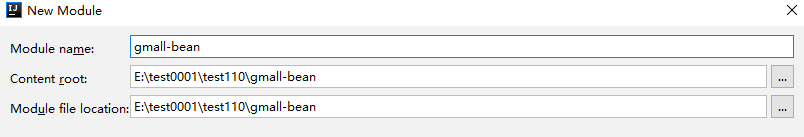 IJ New Module
Module name: gmall-bean
Content root: E:\test0001\test110\gmall-bean ...
Module file location: E:\test0001\test110\gmall-bean ...